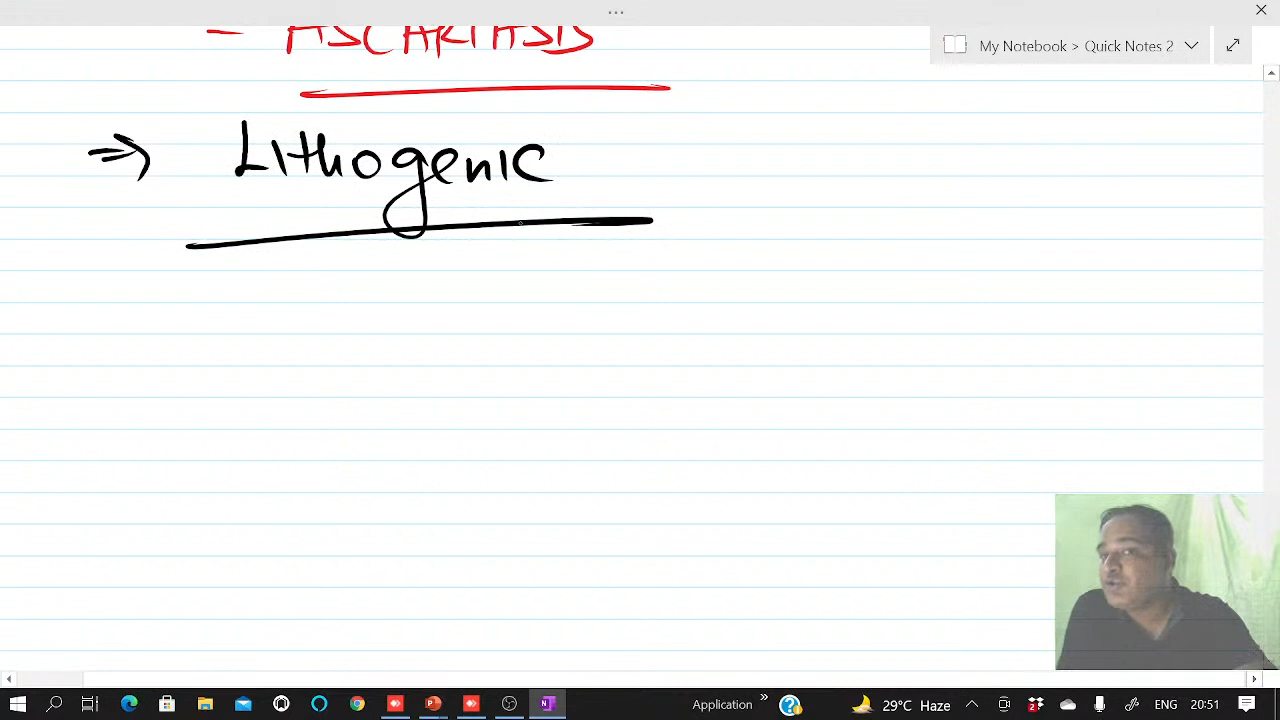 ...
- ASCARIASIS
My Notebook > Quick Notes 2
⇒ Lithogenic
Application
»
29°C Haze
ENG
20:51